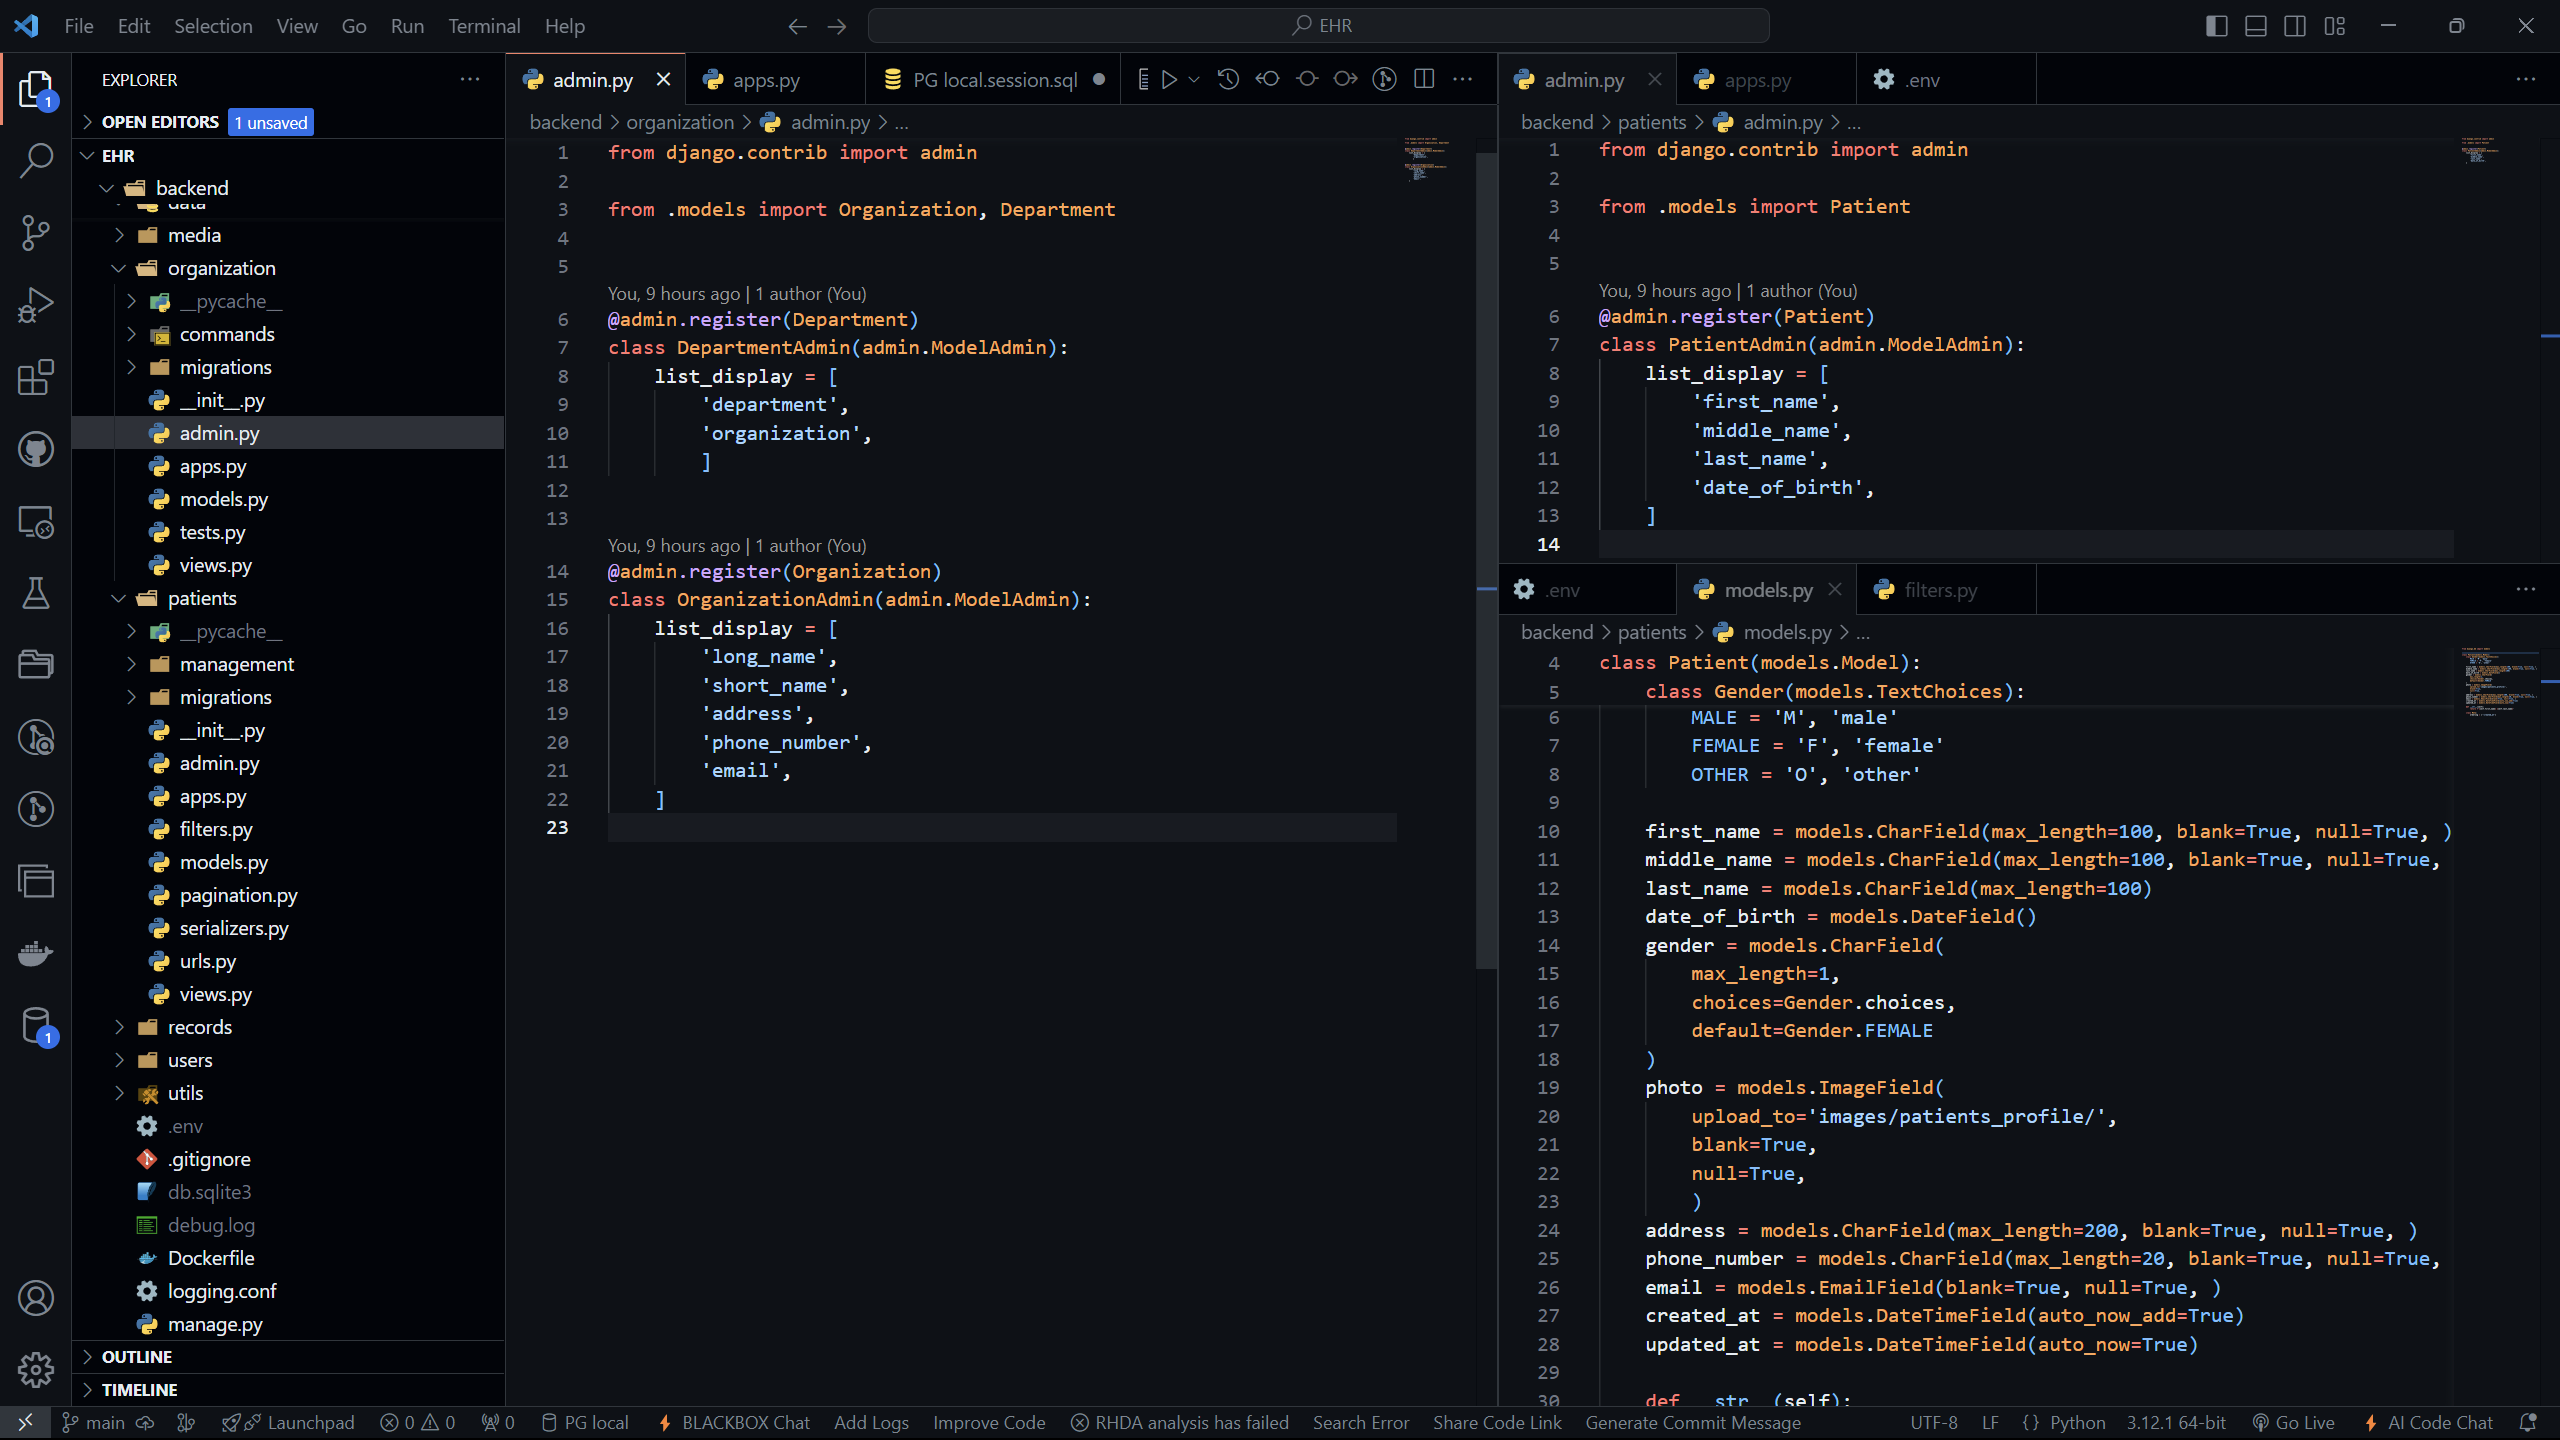 File Edit Selection View Go Run Terminal Help
EHR
EXPLORER
OPEN EDITORS 1 unsaved
EHR
backend
data
media
organization
__pycache__
commands
migrations
__init__.py
admin.py
apps.py
models.py
tests.py
views.py
patients
__pycache__
management
migrations
__init__.py
admin.py
apps.py
filters.py
models.py
pagination.py
serializers.py
urls.py
views.py
records
users
utils
.env
.gitignore
db.sqlite3
debug.log
Dockerfile
logging.conf
manage.py
OUTLINE
TIMELINE
1
1
admin.py apps.py PG local.session.sql
backend > organization > admin.py > ...
1 from django.contrib import admin
2
3 from .models import Organization, Department
4
5
You, 9 hours ago | 1 author (You)
6 @admin.register(Department)
7 class DepartmentAdmin(admin.ModelAdmin):
8 list_display = [
9 'department',
10 'organization',
11 ]
12
13
You, 9 hours ago | 1 author (You)
14 @admin.register(Organization)
15 class OrganizationAdmin(admin.ModelAdmin):
16 list_display = [
17 'long_name',
18 'short_name',
19 'address',
20 'phone_number',
21 'email',
22 ]
23
admin.py apps.py .env
backend > patients > admin.py > ...
1 from django.contrib import admin
2
3 from .models import Patient
4
5
You, 9 hours ago | 1 author (You)
6 @admin.register(Patient)
7 class PatientAdmin(admin.ModelAdmin):
8 list_display = [
9 'first_name',
10 'middle_name',
11 'last_name',
12 'date_of_birth',
13 ]
14
.env models.py filters.py
backend > patients > models.py > ...
4 class Patient(models.Model):
5 class Gender(models.TextChoices):
6 MALE = 'M', 'male'
7 FEMALE = 'F', 'female'
8 OTHER = 'O', 'other'
9
10 first_name = models.CharField(max_length=100, blank=True, null=True, )
11 middle_name = models.CharField(max_length=100, blank=True, null=True,
12 last_name = models.CharField(max_length=100)
13 date_of_birth = models.DateField()
14 gender = models.CharField(
15 max_length=1,
16 choices=Gender.choices,
17 default=Gender.FEMALE
18 )
19 photo = models.ImageField(
20 upload_to='images/patients_profile/',
21 blank=True,
22 null=True,
23 )
24 address = models.CharField(max_length=200, blank=True, null=True, )
25 phone_number = models.CharField(max_length=20, blank=True, null=True,
26 email = models.EmailField(blank=True, null=True, )
27 created_at = models.DateTimeField(auto_now_add=True)
28 updated_at = models.DateTimeField(auto_now=True)
29
30 def __str__(self):
main Launchpad 0 0 0 PG local BLACKBOX Chat Add Logs Improve Code RHDA analysis has failed Search Error Share Code Link Generate Commit Message UTF-8 LF {} Python 3.12.1 64-bit Go Live AI Code Chat